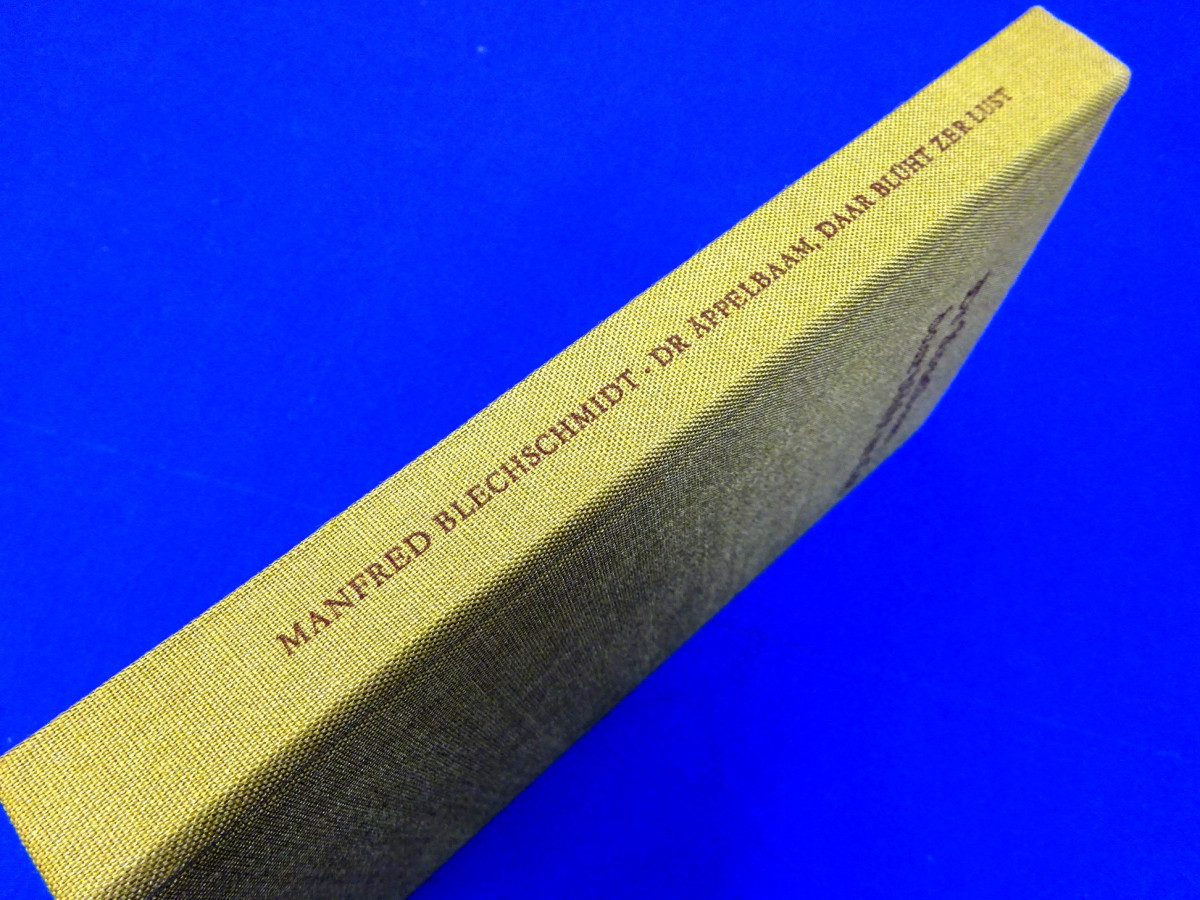 MANFRED BLECHSCHMIDT · DR ÄPPELBAAM, DAAR BLÜHT ZER LUST